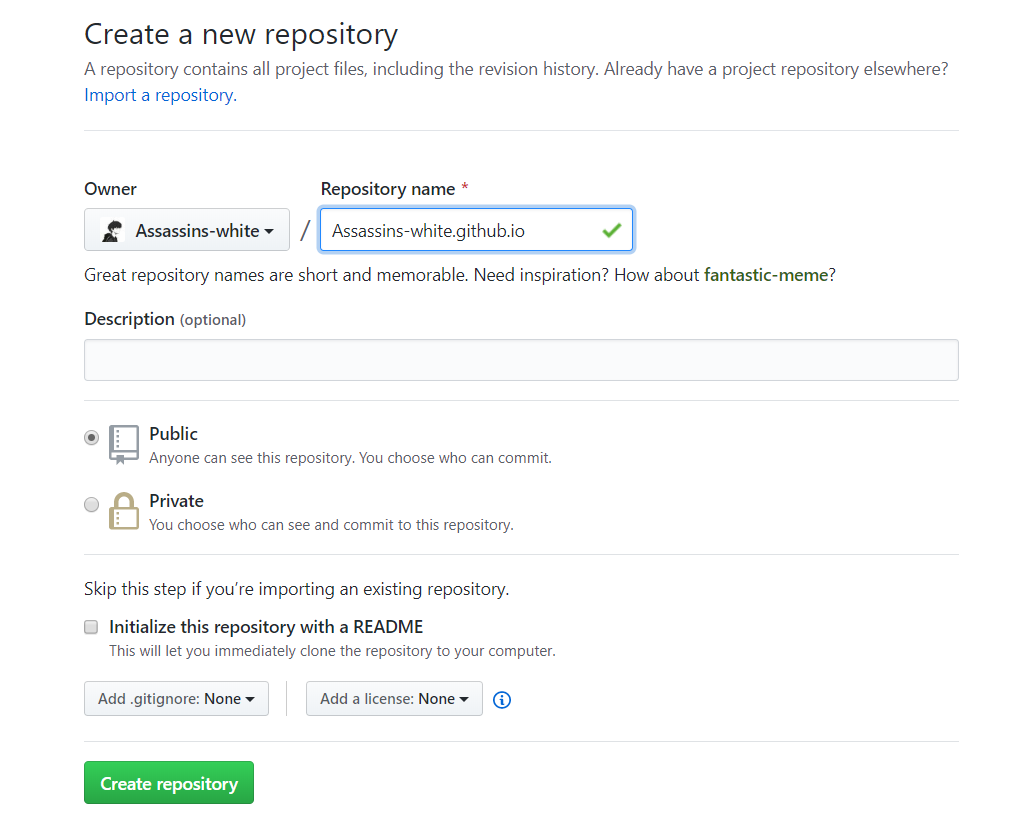 Create a new repository
A repository contains all project files, including the revision history. Already have a project repository elsewhere?
Import a repository.
Owner
Repository name *
Assassins-white
/
Assassins-white.github.io
Great repository names are short and memorable. Need inspiration? How about fantastic-meme?
Description (optional)
Public
Anyone can see this repository. You choose who can commit.
Private
You choose who can see and commit to this repository.
Skip this step if you’re importing an existing repository.
Initialize this repository with a README
This will let you immediately clone the repository to your computer.
Add .gitignore: None
Add a license: None
Create repository